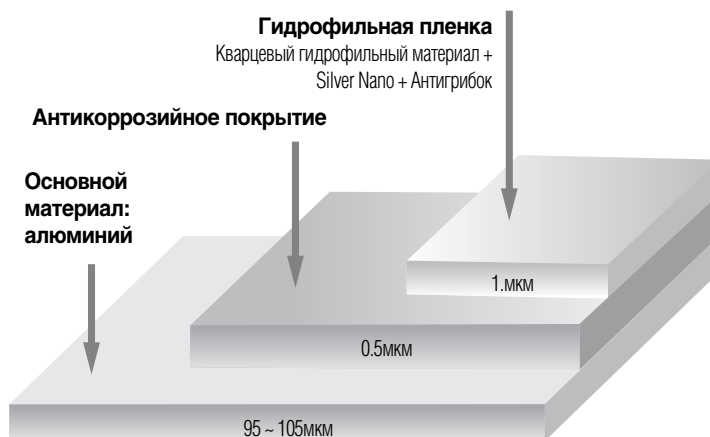 Гидрофильная пленка
Кварцевый гидрофильный материал +
Silver Nano + Антигрибок
Антикоррозийное покрытие
Основной
материал:
алюминий
1.мкм
0.5мкм
95 ~ 105мкм